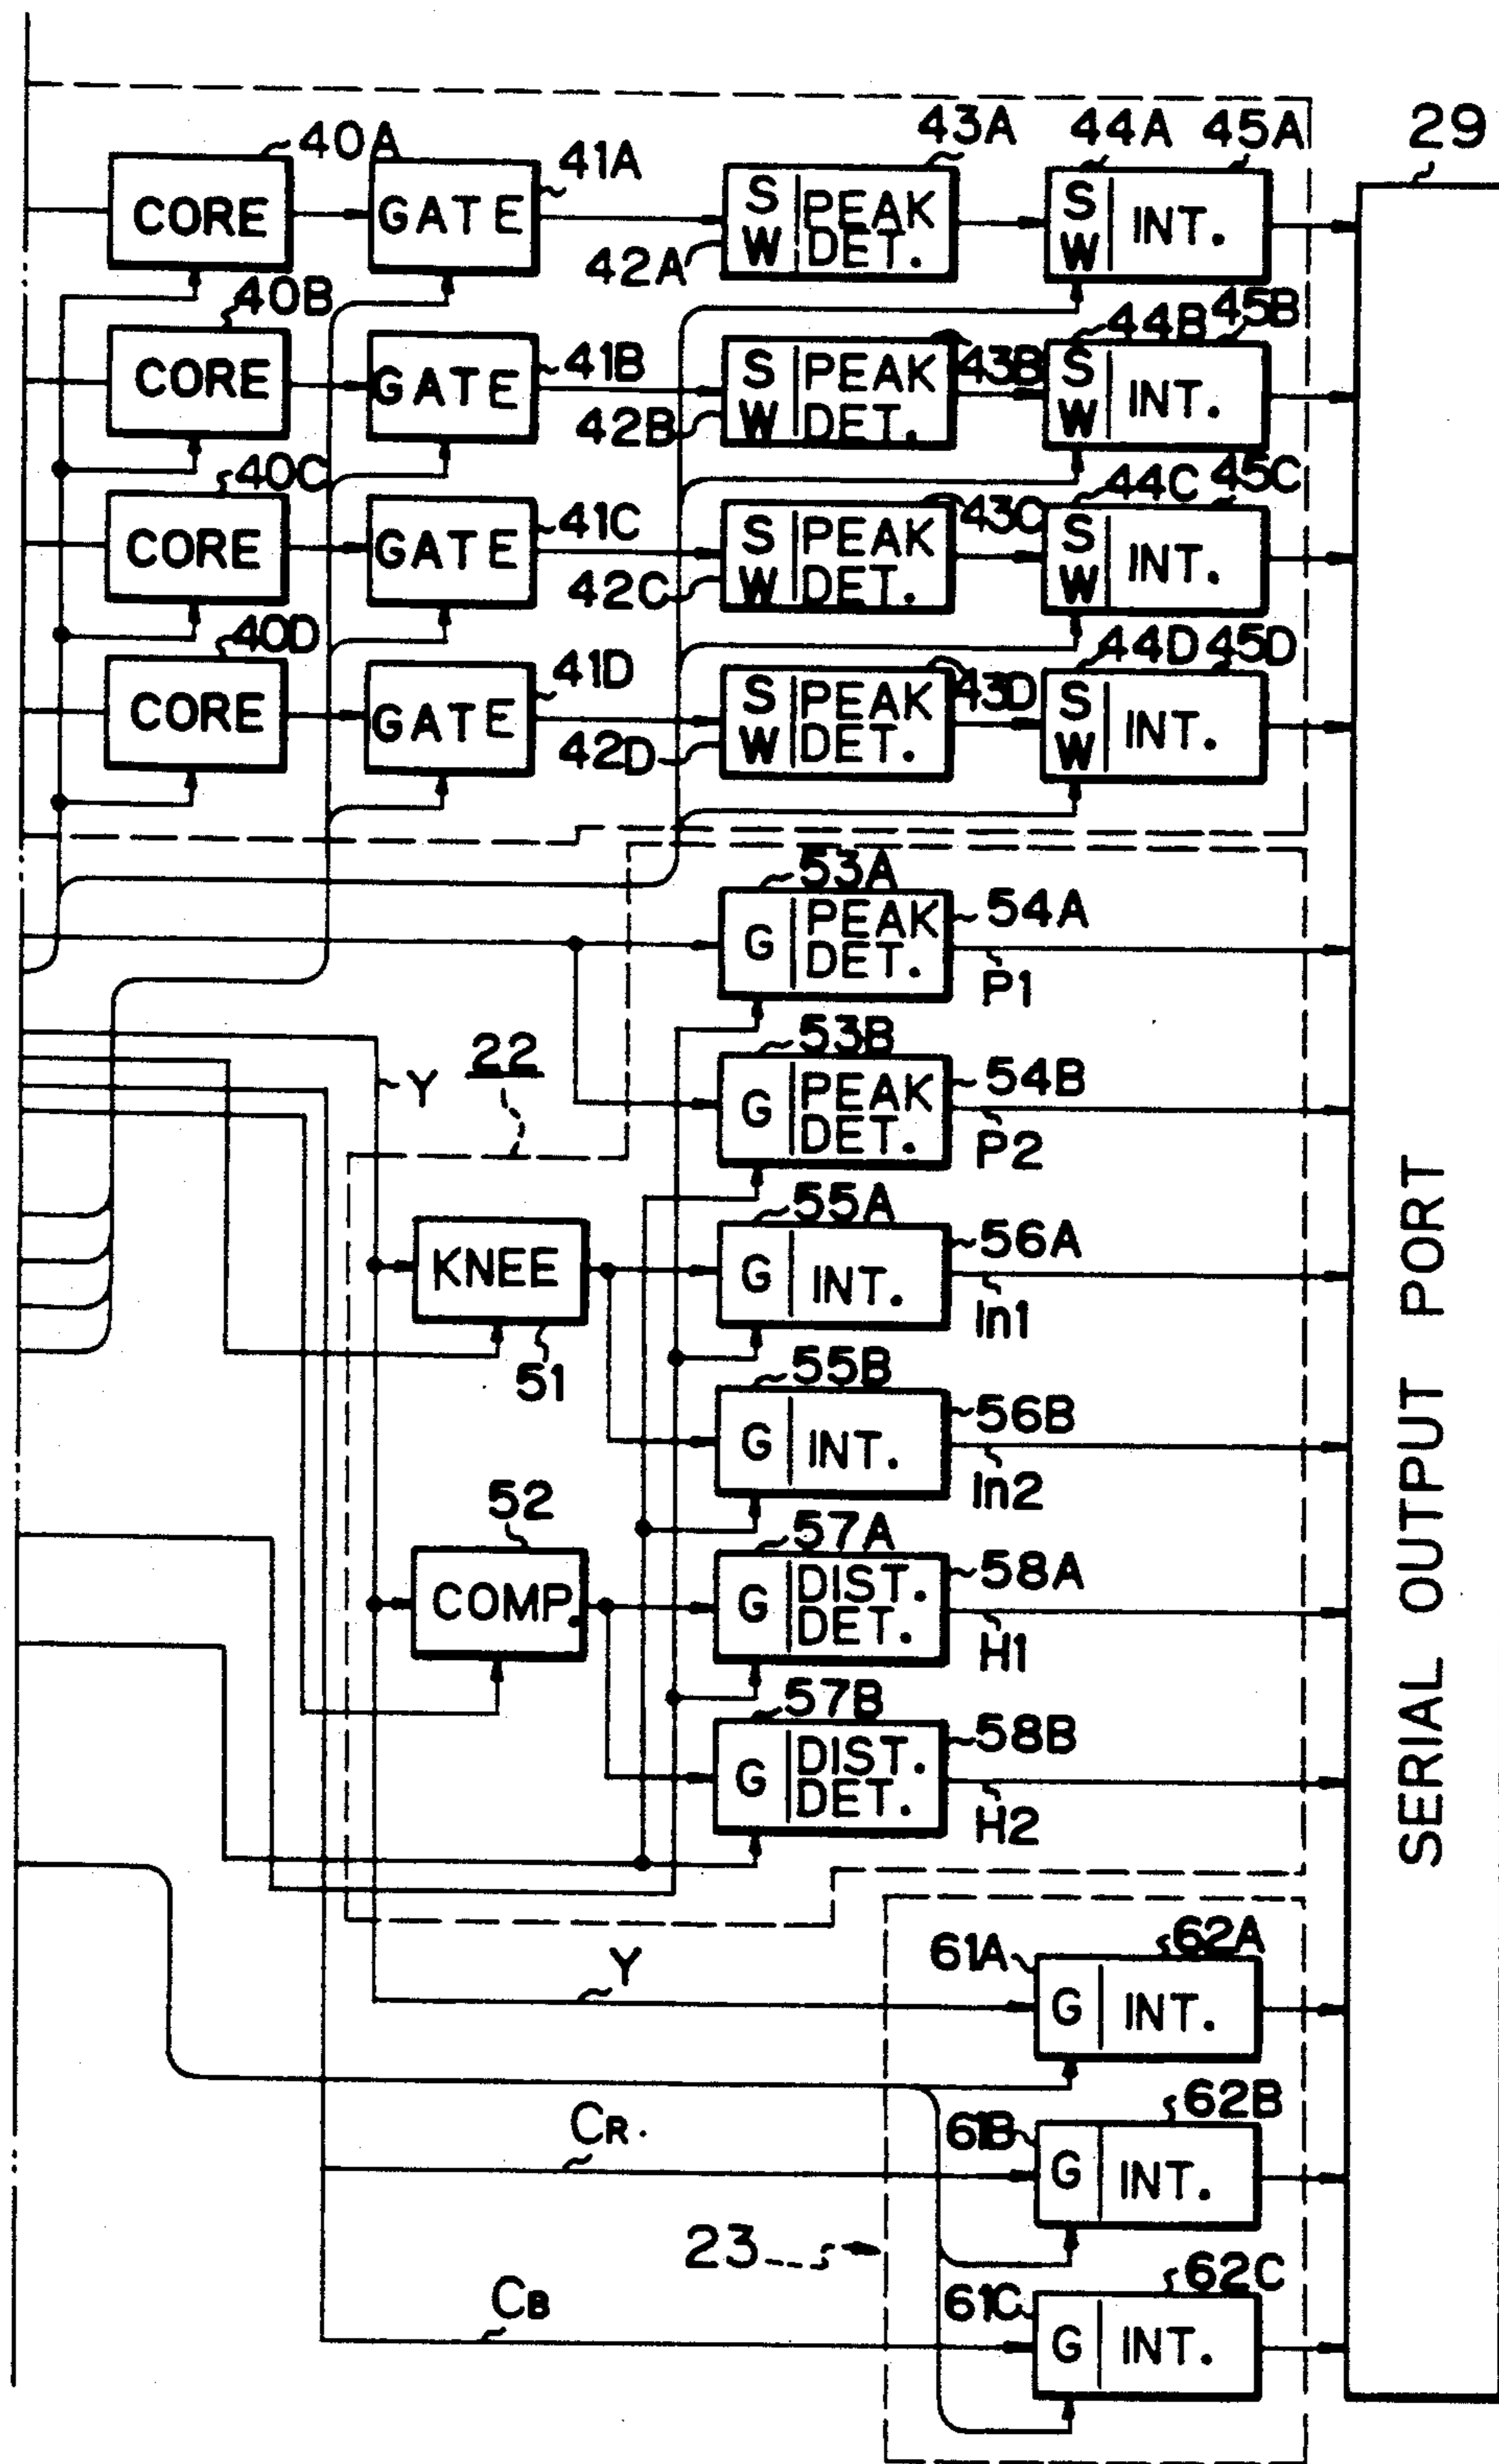 43A 44A 45A 29
40A 41A
CORE GATE S W PEAK DET. S W INT.
42A
40B 44B 45B
CORE GATE 41B S W PEAK DET. 43B S W INT.
42B
40C 44C 45C
CORE GATE 41C S W PEAK DET. 43C S W INT.
42C
40D 44D 45D
CORE GATE 41D S W PEAK DET. 43D S W INT.
42D
53A
G PEAK DET. 54A
P1
22 53B
Y G PEAK DET. 54B
P2
55A
KNEE G INT. 56A
51 In1
55B
G INT. 56B
In2
52 57A
COMP. G DIST. DET. 58A
H1
57B
G DIST. DET. 58B
H2
SERIAL OUTPUT PORT
Y 61A 62A
G INT.
CR. 61B 62B
G INT.
23
CB 61C 62C
G INT.